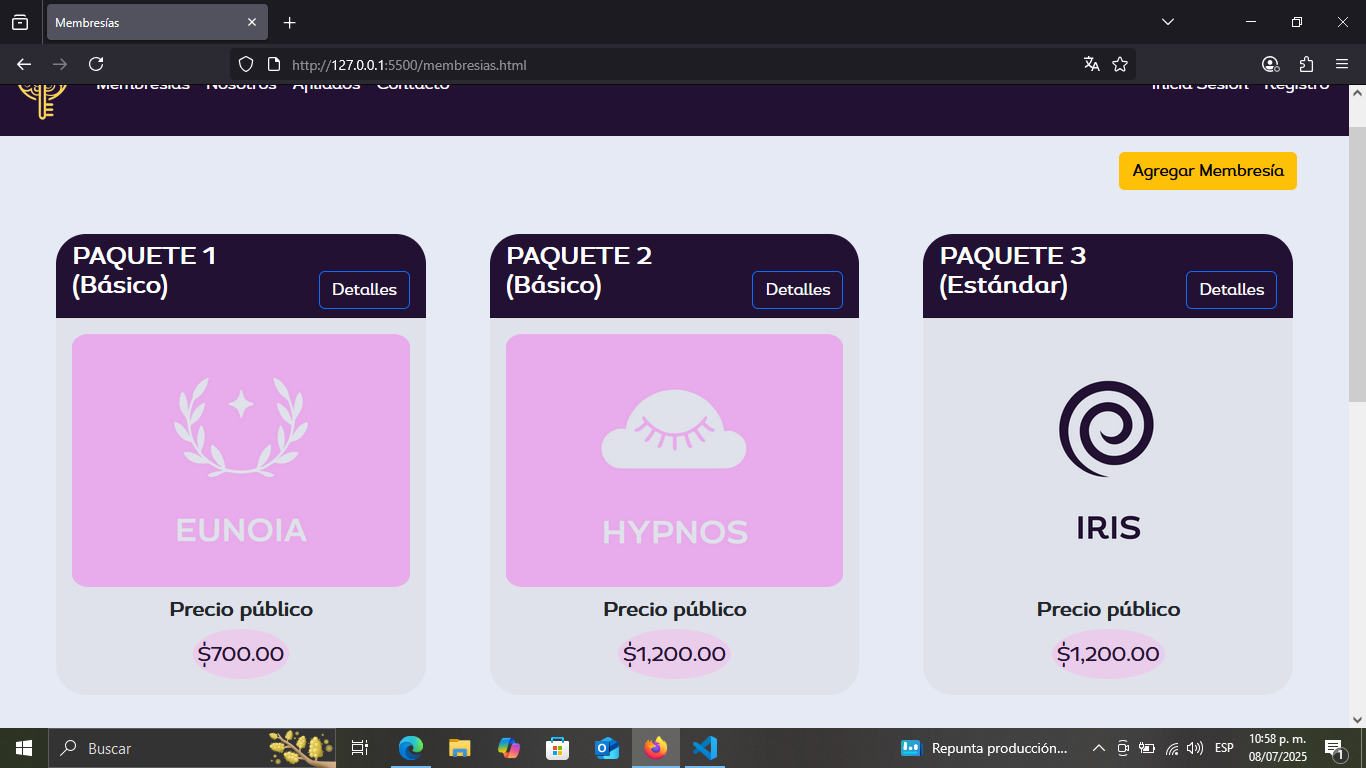 Membresías
http://127.0.0.1:5500/membresias.html
Membresías Nosotros Afiliados Contacto Inicia Sesión Registro
Agregar Membresía
PAQUETE 1
(Básico)
Detalles
EUNOIA
Precio público
$700.00
PAQUETE 2
(Básico)
Detalles
HYPNOS
Precio público
$1,200.00
PAQUETE 3
(Estándar)
Detalles
IRIS
Precio público
$1,200.00
Buscar
Repunta producción...
ESP
10:58 p. m.
08/07/2025
1